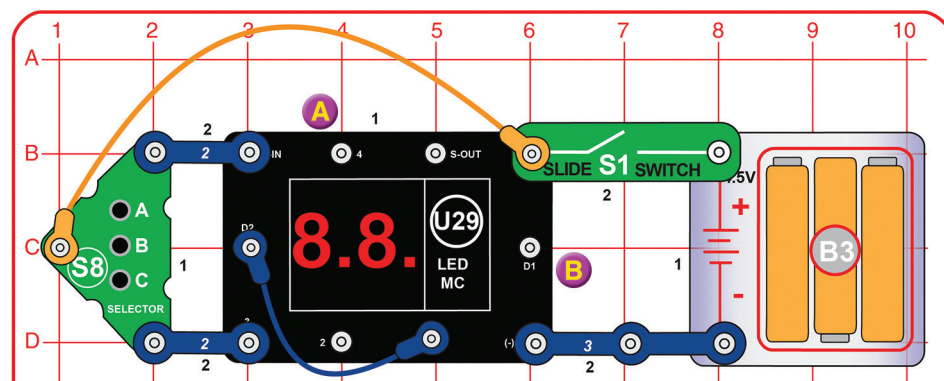 1 2 3 4 5 6 7 8 9 10
A
A
1
2
B
2
IN
4
S-OUT
SLIDE S1 SWITCH
2
.5V
+
A
D2
8.8.
U29
C
B
B
1
S8
C
LED
MC
D1
B
1
B3
-
SELECTOR
D
2
2
2
(-)
3
2